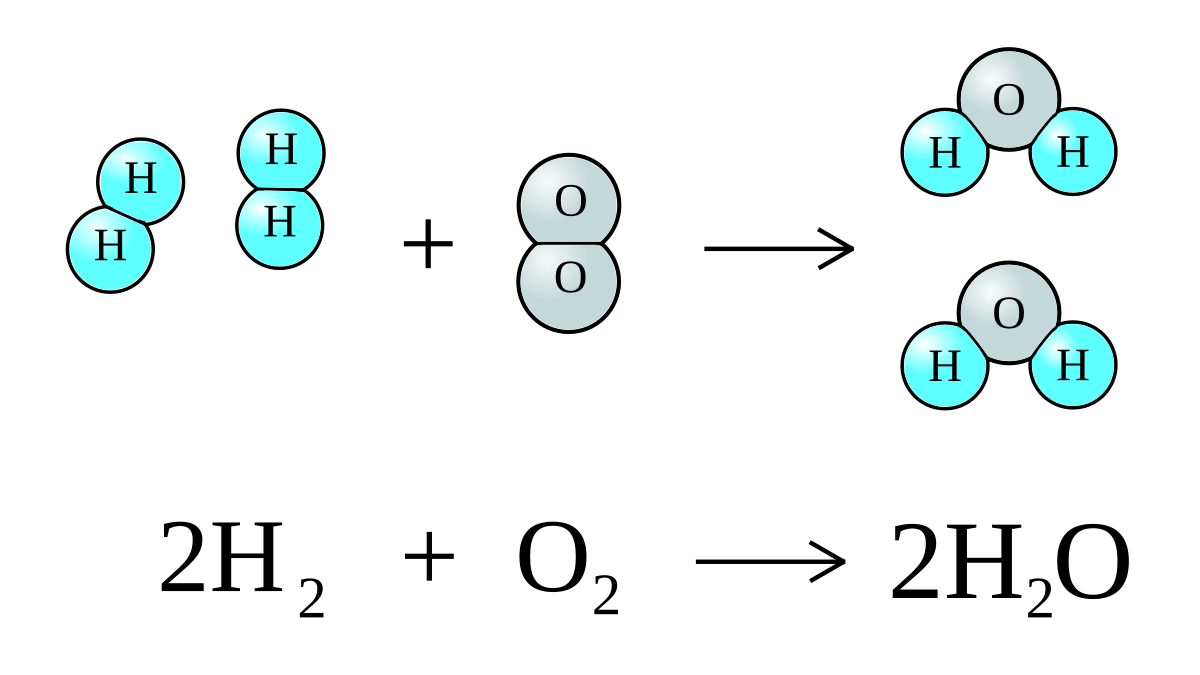 H H + O → O H H
H H O O H H
2H₂ + O₂ → 2H₂O